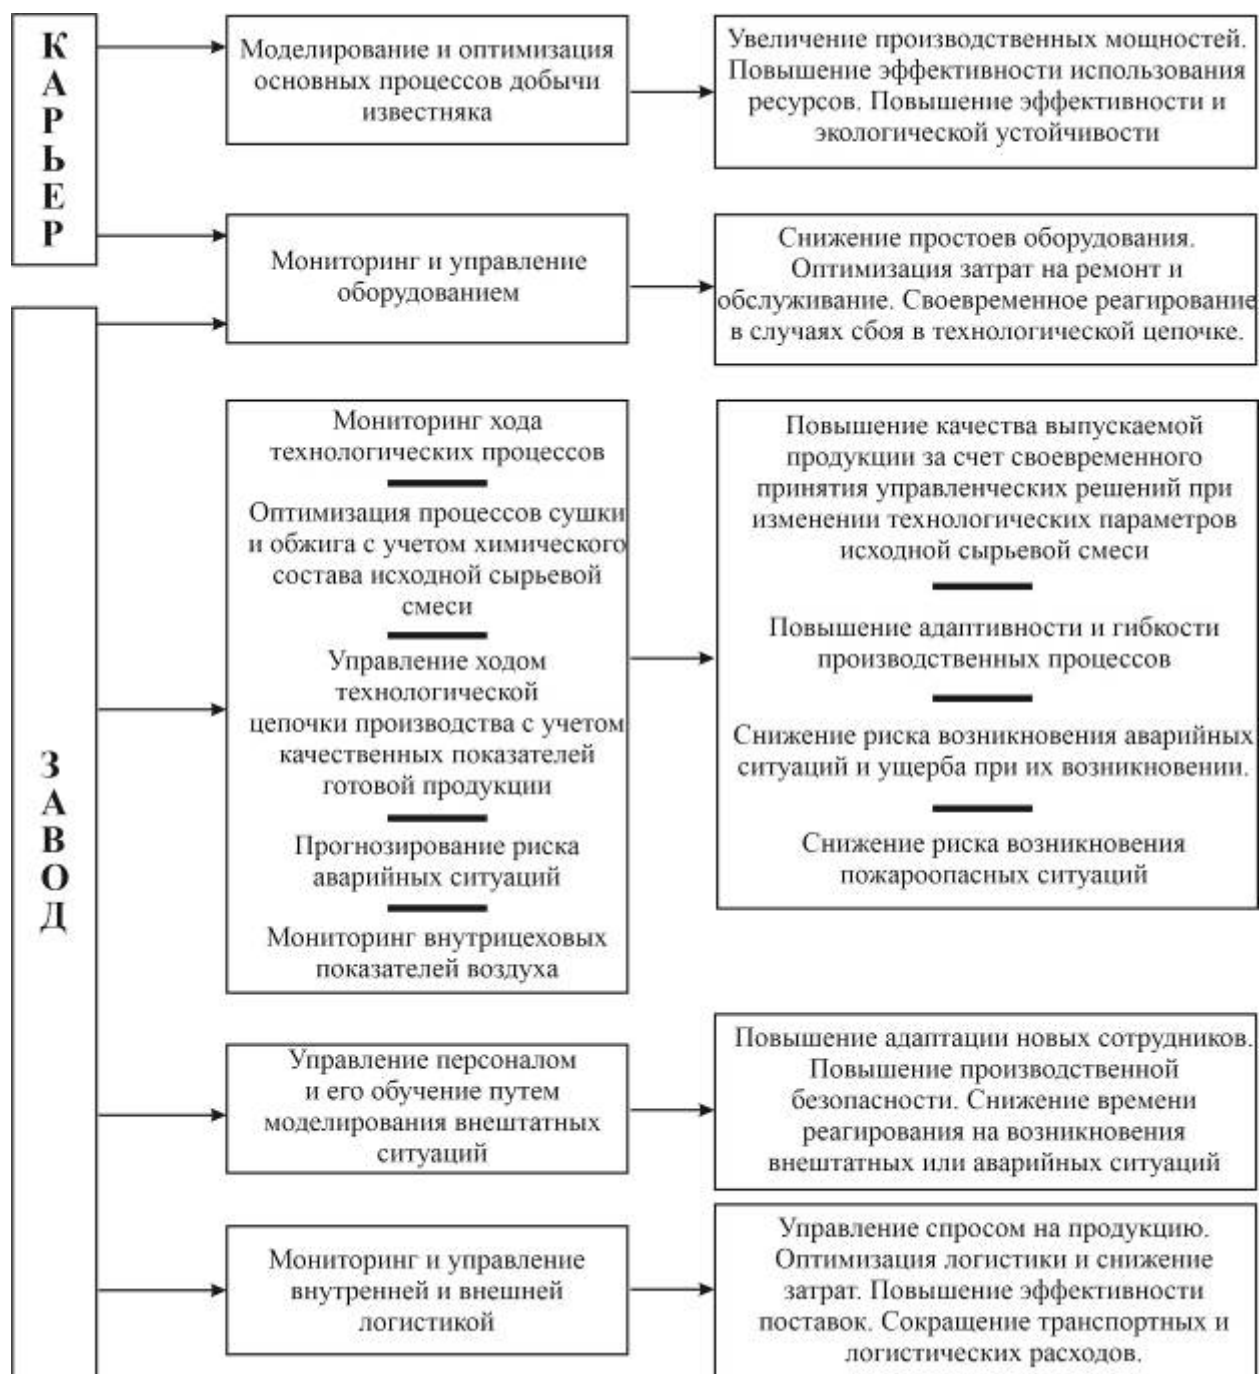 КАРЬЕР
Моделирование и оптимизация
основных процессов добычи
известняка
Увеличение производственных мощностей.
Повышение эффективности использования
ресурсов. Повышение эффективности и
экологической устойчивости
Мониторинг и управление
оборудованием
Снижение простоев оборудования.
Оптимизация затрат на ремонт и
обслуживание. Своевременное реагирование
в случаях сбоя в технологической цепочке.
ЗАВОД
Мониторинг хода
технологических процессов
Оптимизация процессов сушки
и обжига с учетом химического
состава исходной сырьевой
смеси
Управление ходом
технологической
цепочки производства с учетом
качественных показателей
готовой продукции
Прогнозирование риска
аварийных ситуаций
Мониторинг внутрицеховых
показателей воздуха
Повышение качества выпускаемой
продукции за счет своевременного
принятия управленческих решений при
изменении технологических параметров
исходной сырьевой смеси
Повышение адаптивности и гибкости
производственных процессов
Снижение риска возникновения аварийных
ситуаций и ущерба при их возникновении.
Снижение риска возникновения
пожароопасных ситуаций
Управление персоналом
и его обучение путем
моделирования внештатных
ситуаций
Повышение адаптации новых сотрудников.
Повышение производственной
безопасности. Снижение времени
реагирования на возникновения
внештатных или аварийных ситуаций
Мониторинг и управление
внутренней и внешней
логистикой
Управление спросом на продукцию.
Оптимизация логистики и снижение
затрат. Повышение эффективности
поставок. Сокращение транспортных и
логистических расходов.